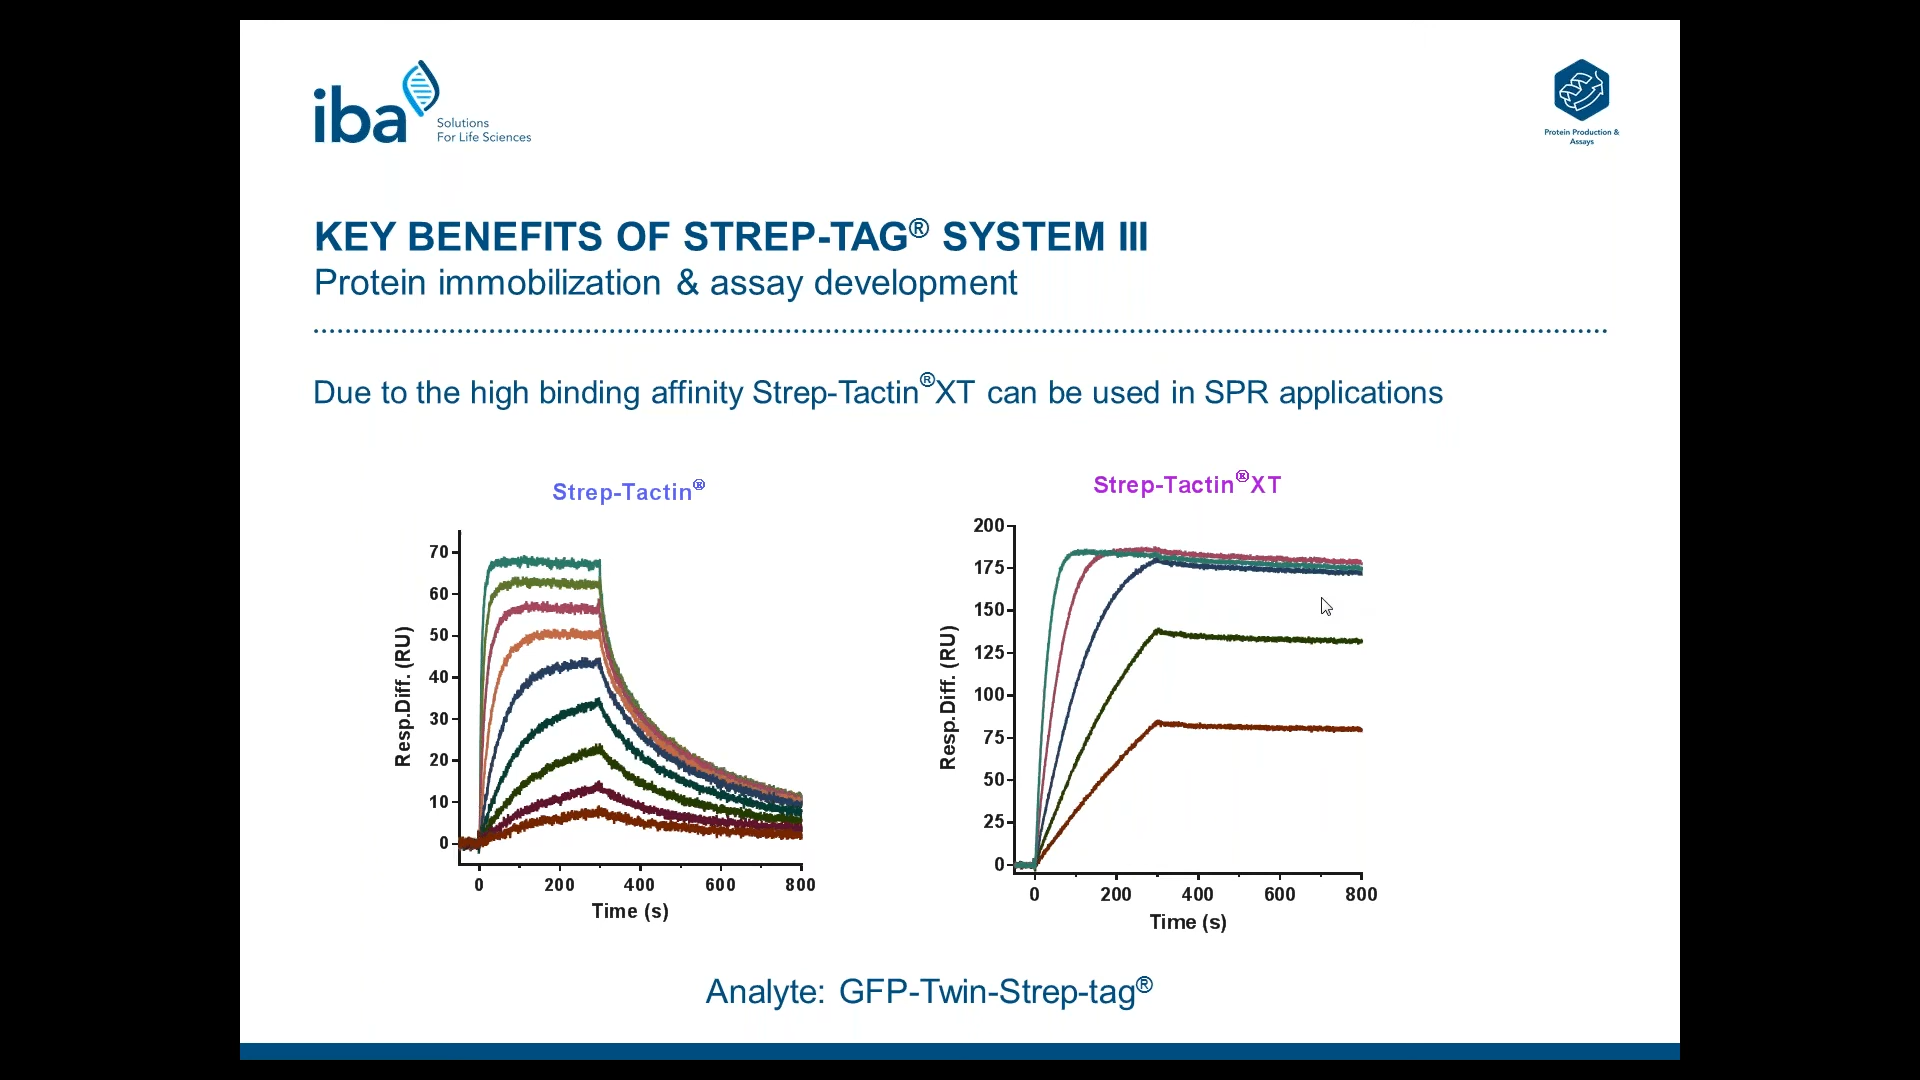 iba
Solutions
For Life Sciences
Protein Production &
Assays
KEY BENEFITS OF STREP-TAG® SYSTEM III
Protein immobilization & assay development
Due to the high binding affinity Strep-Tactin®XT can be used in SPR applications
Strep-Tactin®
70
60
50
40
30
20
10
0
Resp.Diff. (RU)
0 200 400 600 800
Time (s)
Strep-Tactin®XT
200
175
150
125
100
75
50
25
0
Resp.Diff. (RU)
0 200 400 600 800
Time (s)
Analyte: GFP-Twin-Strep-tag®